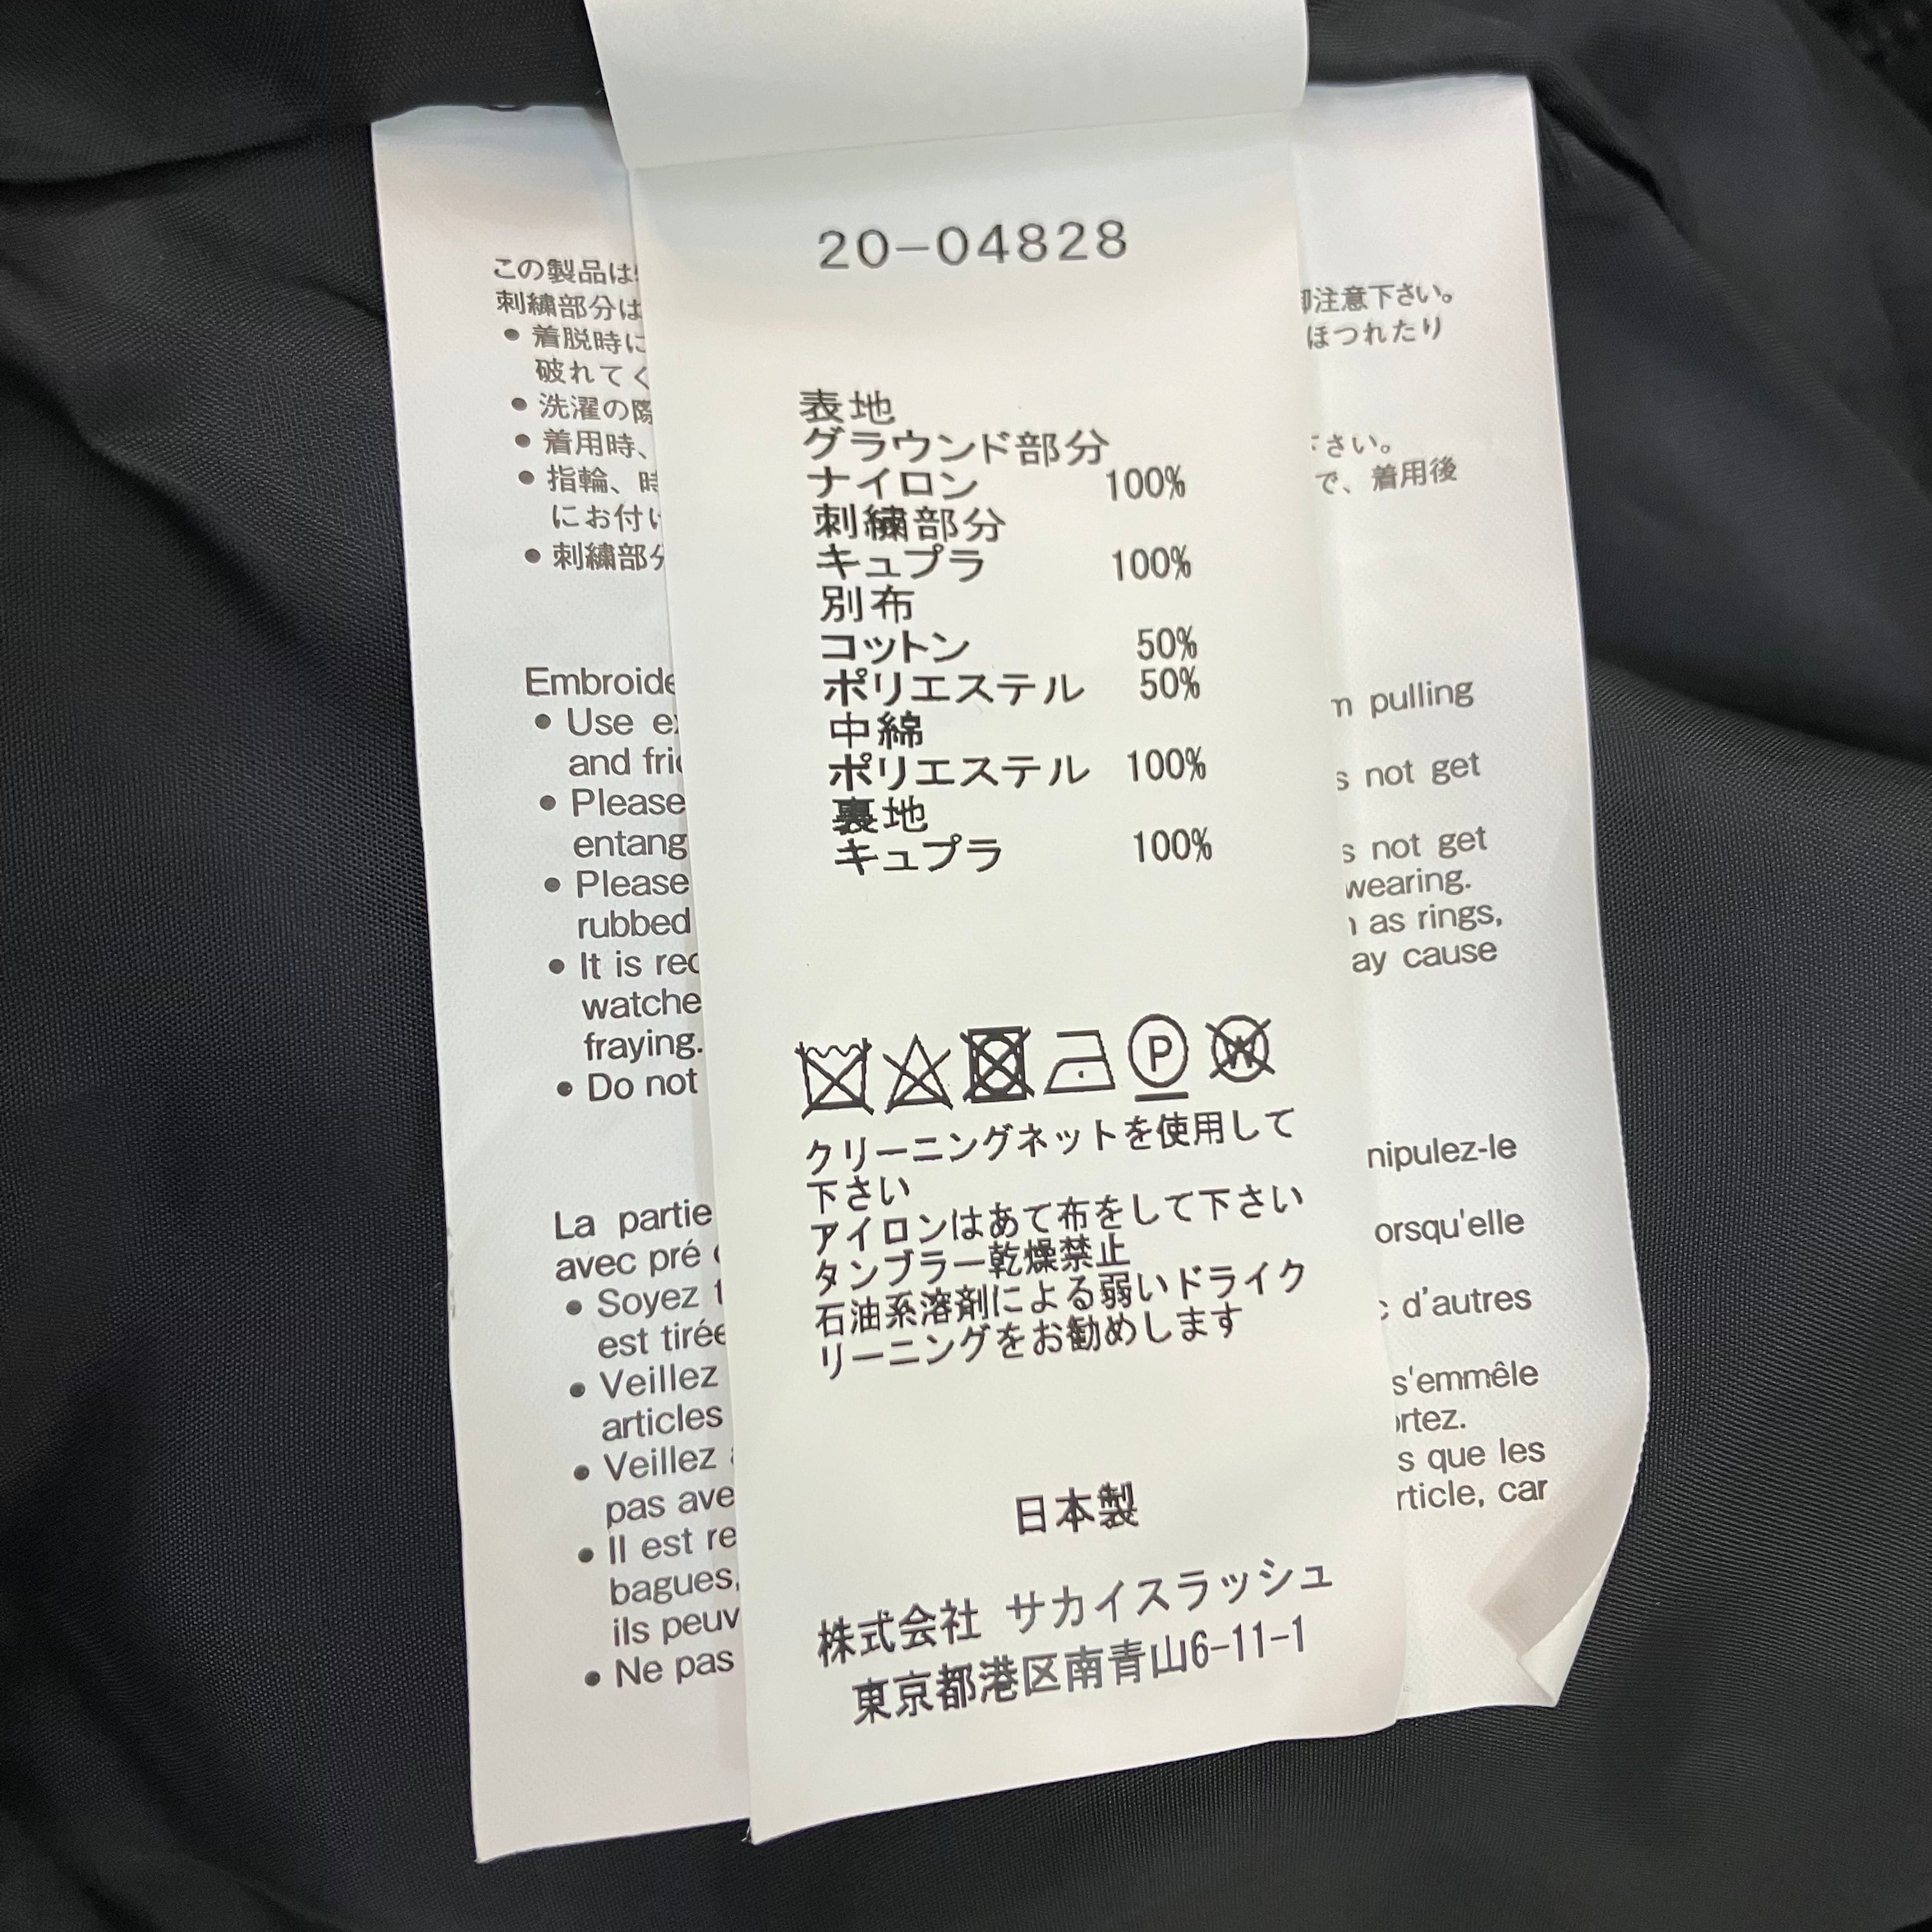 20-04828
表地
グラウンド部分
ナイロン 100%
刺繍部分
キュプラ 100%
別布
コットン 50%
ポリエステル 50%
中綿
ポリエステル 100%
裏地
キュプラ 100%
P
W
クリーニングネットを使用して
下さい
アイロンはあて布をして下さい
タンブラー乾燥禁止
石油系溶剤による弱いドライク
リーニングをお勧めします
日本製
株式会社 サカイスラッシュ
東京都港区南青山6-11-1
この製品は
刺繍部分は 注意下さい。
• 着脱時に ほつれたり
破れてく
• 洗濯の際
• 着用時、 さい。
• 指輪、時 で、着用後
にお付け
• 刺繍部分
Embroide
• Use pulling
and fric
• Please s not get
entang
• Please s not get
rubbed wearing.
• It is rec as rings,
watche ay cause
fraying.
• Do not
La partie nipulez-le
avec pré
• Soyez orsqu'elle
est tirée
• Veillez d'autres
articles
• Veillez s'emmêle
pas ave ortez.
• Il est re s que les
bagues, rticle, car
ils peuv
• Ne pas